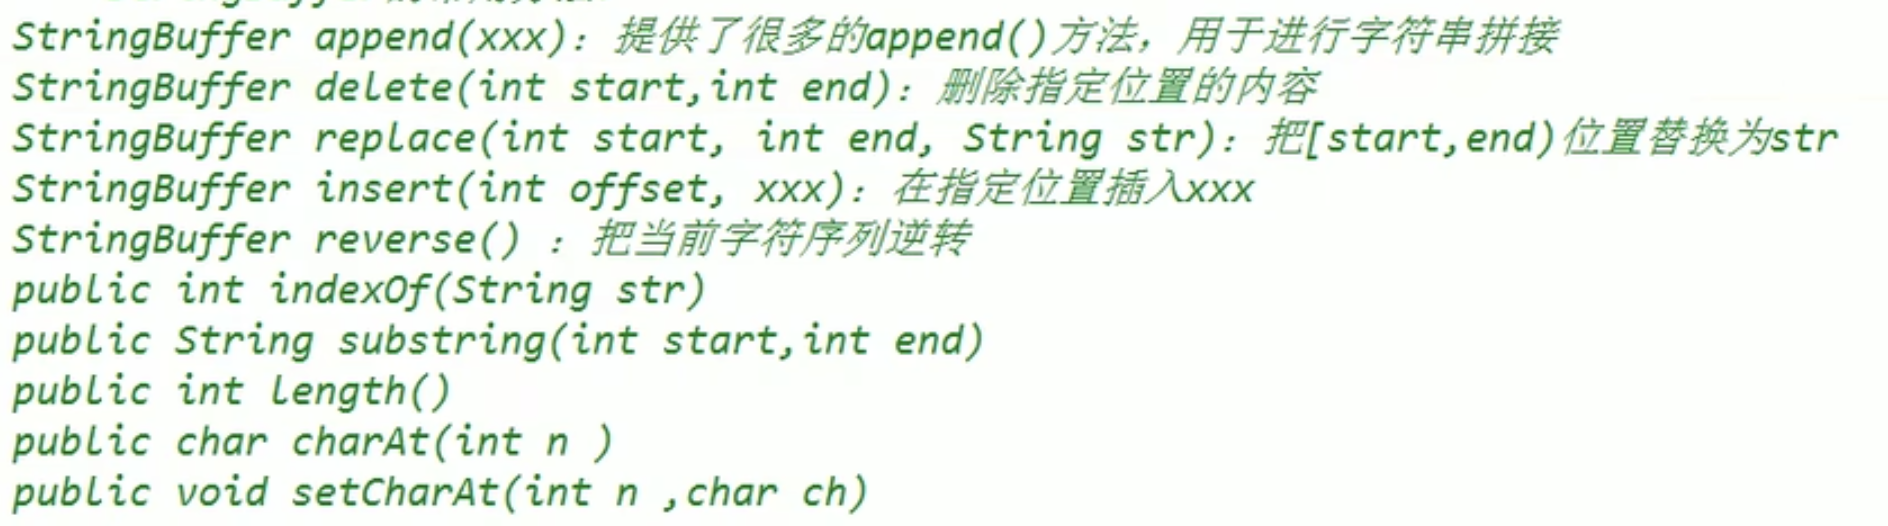 StringBuffer append(xxx)：提供了很多的append()方法，用于进行字符串拼接
StringBuffer delete(int start,int end)：删除指定位置的内容
StringBuffer replace(int start, int end, String str)：把[start,end)位置替换为str
StringBuffer insert(int offset, xxx)：在指定位置插入xxx
StringBuffer reverse() ：把当前字符序列逆转
public int indexOf(String str)
public String substring(int start,int end)
public int length()
public char charAt(int n )
public void setCharAt(int n ,char ch)